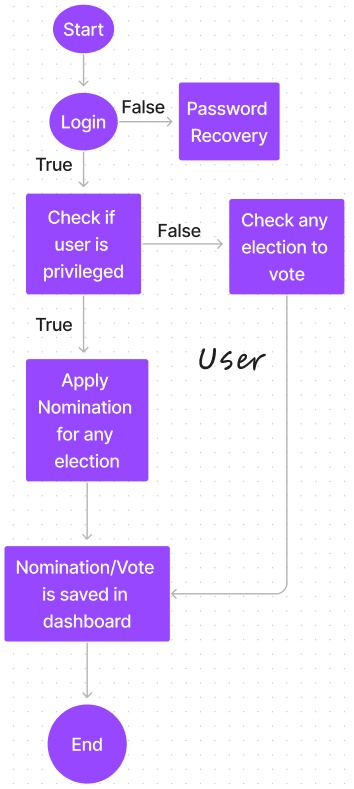 Start
Login
False
Password
Recovery
True
Check if
user is
privileged
False
Check any
election to
vote
True
User
Apply
Nomination
for any
election
Nomination/Vote
is saved in
dashboard
End